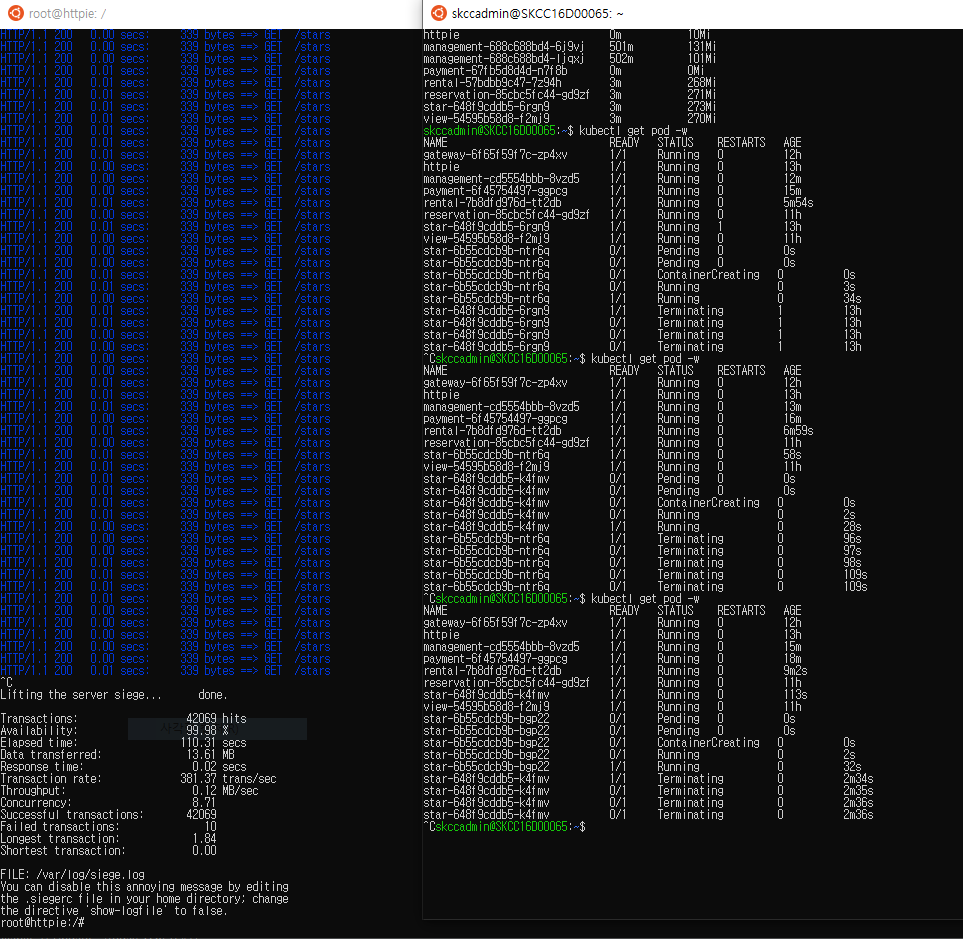 root@httpie: /
HTTP/1.1 200 0.00 secs: 339 bytes ==> GET /stars
HTTP/1.1 200 0.01 secs: 339 bytes ==> GET /stars
HTTP/1.1 200 0.00 secs: 339 bytes ==> GET /stars
HTTP/1.1 200 0.01 secs: 339 bytes ==> GET /stars
HTTP/1.1 200 0.01 secs: 339 bytes ==> GET /stars
HTTP/1.1 200 0.00 secs: 339 bytes ==> GET /stars
HTTP/1.1 200 0.01 secs: 339 bytes ==> GET /stars
HTTP/1.1 200 0.00 secs: 339 bytes ==> GET /stars
HTTP/1.1 200 0.01 secs: 339 bytes ==> GET /stars
HTTP/1.1 200 0.00 secs: 339 bytes ==> GET /stars
HTTP/1.1 200 0.01 secs: 339 bytes ==> GET /stars
HTTP/1.1 200 0.00 secs: 339 bytes ==> GET /stars
HTTP/1.1 200 0.00 secs: 339 bytes ==> GET /stars
HTTP/1.1 200 0.01 secs: 339 bytes ==> GET /stars
HTTP/1.1 200 0.00 secs: 339 bytes ==> GET /stars
HTTP/1.1 200 0.01 secs: 339 bytes ==> GET /stars
HTTP/1.1 200 0.01 secs: 339 bytes ==> GET /stars
HTTP/1.1 200 0.01 secs: 339 bytes ==> GET /stars
HTTP/1.1 200 0.00 secs: 339 bytes ==> GET /stars
HTTP/1.1 200 0.00 secs: 339 bytes ==> GET /stars
HTTP/1.1 200 0.01 secs: 339 bytes ==> GET /stars
HTTP/1.1 200 0.01 secs: 339 bytes ==> GET /stars
HTTP/1.1 200 0.00 secs: 339 bytes ==> GET /stars
HTTP/1.1 200 0.01 secs: 339 bytes ==> GET /stars
HTTP/1.1 200 0.01 secs: 339 bytes ==> GET /stars
HTTP/1.1 200 0.00 secs: 339 bytes ==> GET /stars
HTTP/1.1 200 0.01 secs: 339 bytes ==> GET /stars
HTTP/1.1 200 0.00 secs: 339 bytes ==> GET /stars
HTTP/1.1 200 0.01 secs: 339 bytes ==> GET /stars
HTTP/1.1 200 0.00 secs: 339 bytes ==> GET /stars
HTTP/1.1 200 0.01 secs: 339 bytes ==> GET /stars
HTTP/1.1 200 0.01 secs: 339 bytes ==> GET /stars
HTTP/1.1 200 0.00 secs: 339 bytes ==> GET /stars
HTTP/1.1 200 0.01 secs: 339 bytes ==> GET /stars
HTTP/1.1 200 0.00 secs: 339 bytes ==> GET /stars
HTTP/1.1 200 0.01 secs: 339 bytes ==> GET /stars
HTTP/1.1 200 0.00 secs: 339 bytes ==> GET /stars
HTTP/1.1 200 0.01 secs: 339 bytes ==> GET /stars
HTTP/1.1 200 0.01 secs: 339 bytes ==> GET /stars
HTTP/1.1 200 0.00 secs: 339 bytes ==> GET /stars
HTTP/1.1 200 0.01 secs: 339 bytes ==> GET /stars
HTTP/1.1 200 0.01 secs: 339 bytes ==> GET /stars
HTTP/1.1 200 0.00 secs: 339 bytes ==> GET /stars
HTTP/1.1 200 0.00 secs: 339 bytes ==> GET /stars
HTTP/1.1 200 0.00 secs: 339 bytes ==> GET /stars
HTTP/1.1 200 0.01 secs: 339 bytes ==> GET /stars
HTTP/1.1 200 0.00 secs: 339 bytes ==> GET /stars
HTTP/1.1 200 0.01 secs: 339 bytes ==> GET /stars
HTTP/1.1 200 0.01 secs: 339 bytes ==> GET /stars
HTTP/1.1 200 0.00 secs: 339 bytes ==> GET /stars
HTTP/1.1 200 0.00 secs: 339 bytes ==> GET /stars
HTTP/1.1 200 0.01 secs: 339 bytes ==> GET /stars
HTTP/1.1 200 0.00 secs: 339 bytes ==> GET /stars
HTTP/1.1 200 0.01 secs: 339 bytes ==> GET /stars
^C
Lifting the server siege... done.
Transactions: 42069 hits
Availability: 99.98 %
Elapsed time: 110.31 secs
Data transferred: 13.61 MB
Response time: 0.02 secs
Transaction rate: 381.37 trans/sec
Throughput: 0.12 MB/sec
Concurrency: 8.71
Successful transactions: 42069
Failed transactions: 10
Longest transaction: 1.84
Shortest transaction: 0.00
FILE: /var/log/siege.log
You can disable this annoying message by editing
the .siegerc file in your home directory; change
the directive 'show-logfile' to false.
root@httpie:/#
skccadmin@SKCC16D00065: ~
httpie 0m 10Mi
management-688c688bd4-6j9vj 501m 131Mi
management-688c688bd4-ljqxj 502m 101Mi
payment-67fb5d8d4d-n7f8b 0m 0Mi
rental-57bdbb9c47-7z94h 3m 268Mi
reservation-85cbc5fc44-gd9zf 3m 271Mi
star-648f9cddb5-6rgn9 3m 273Mi
view-54595b58d8-f2mj9 3m 270Mi
skccadmin@SKCC16D00065:~$ kubectl get pod -w
NAME READY STATUS RESTARTS AGE
gateway-6f65f59f7c-zp4xv 1/1 Running 0 12h
httpie 1/1 Running 0 13h
management-cd5554bbb-8vzd5 1/1 Running 0 12m
payment-6f45754497-ggpcg 1/1 Running 0 15m
rental-7b8dfd976d-tt2db 1/1 Running 0 5m54s
reservation-85cbc5fc44-gd9zf 1/1 Running 0 11h
star-648f9cddb5-6rgn9 1/1 Running 1 13h
view-54595b58d8-f2mj9 1/1 Running 0 11h
star-6b55cdcb9b-ntr6q 0/1 Pending 0 0s
star-6b55cdcb9b-ntr6q 0/1 Pending 0 0s
star-6b55cdcb9b-ntr6q 0/1 ContainerCreating 0 0s
star-6b55cdcb9b-ntr6q 0/1 Running 0 3s
star-6b55cdcb9b-ntr6q 1/1 Running 0 34s
star-648f9cddb5-6rgn9 1/1 Terminating 1 13h
star-648f9cddb5-6rgn9 0/1 Terminating 1 13h
star-648f9cddb5-6rgn9 0/1 Terminating 1 13h
star-648f9cddb5-6rgn9 0/1 Terminating 1 13h
^Cskccadmin@SKCC16D00065:~$ kubectl get pod -w
NAME READY STATUS RESTARTS AGE
gateway-6f65f59f7c-zp4xv 1/1 Running 0 12h
httpie 1/1 Running 0 13h
management-cd5554bbb-8vzd5 1/1 Running 0 13m
payment-6f45754497-ggpcg 1/1 Running 0 16m
rental-7b8dfd976d-tt2db 1/1 Running 0 6m59s
reservation-85cbc5fc44-gd9zf 1/1 Running 0 11h
star-6b55cdcb9b-ntr6q 1/1 Running 0 58s
view-54595b58d8-f2mj9 1/1 Running 0 11h
star-648f9cddb5-k4fmv 0/1 Pending 0 0s
star-648f9cddb5-k4fmv 0/1 Pending 0 0s
star-648f9cddb5-k4fmv 0/1 ContainerCreating 0 0s
star-648f9cddb5-k4fmv 0/1 Running 0 2s
star-648f9cddb5-k4fmv 1/1 Running 0 28s
star-6b55cdcb9b-ntr6q 1/1 Terminating 0 96s
star-6b55cdcb9b-ntr6q 0/1 Terminating 0 97s
star-6b55cdcb9b-ntr6q 0/1 Terminating 0 98s
star-6b55cdcb9b-ntr6q 0/1 Terminating 0 109s
star-6b55cdcb9b-ntr6q 0/1 Terminating 0 109s
^Cskccadmin@SKCC16D00065:~$ kubectl get pod -w
NAME READY STATUS RESTARTS AGE
gateway-6f65f59f7c-zp4xv 1/1 Running 0 12h
httpie 1/1 Running 0 13h
management-cd5554bbb-8vzd5 1/1 Running 0 15m
payment-6f45754497-ggpcg 1/1 Running 0 18m
rental-7b8dfd976d-tt2db 1/1 Running 0 9m2s
reservation-85cbc5fc44-gd9zf 1/1 Running 0 11h
star-648f9cddb5-k4fmv 1/1 Running 0 113s
view-54595b58d8-f2mj9 1/1 Running 0 11h
star-6b55cdcb9b-bgp22 0/1 Pending 0 0s
star-6b55cdcb9b-bgp22 0/1 Pending 0 0s
star-6b55cdcb9b-bgp22 0/1 ContainerCreating 0 0s
star-6b55cdcb9b-bgp22 0/1 Running 0 2s
star-6b55cdcb9b-bgp22 1/1 Running 0 32s
star-648f9cddb5-k4fmv 1/1 Terminating 0 2m34s
star-648f9cddb5-k4fmv 0/1 Terminating 0 2m35s
star-648f9cddb5-k4fmv 0/1 Terminating 0 2m36s
star-648f9cddb5-k4fmv 0/1 Terminating 0 2m36s
^Cskccadmin@SKCC16D00065:~$